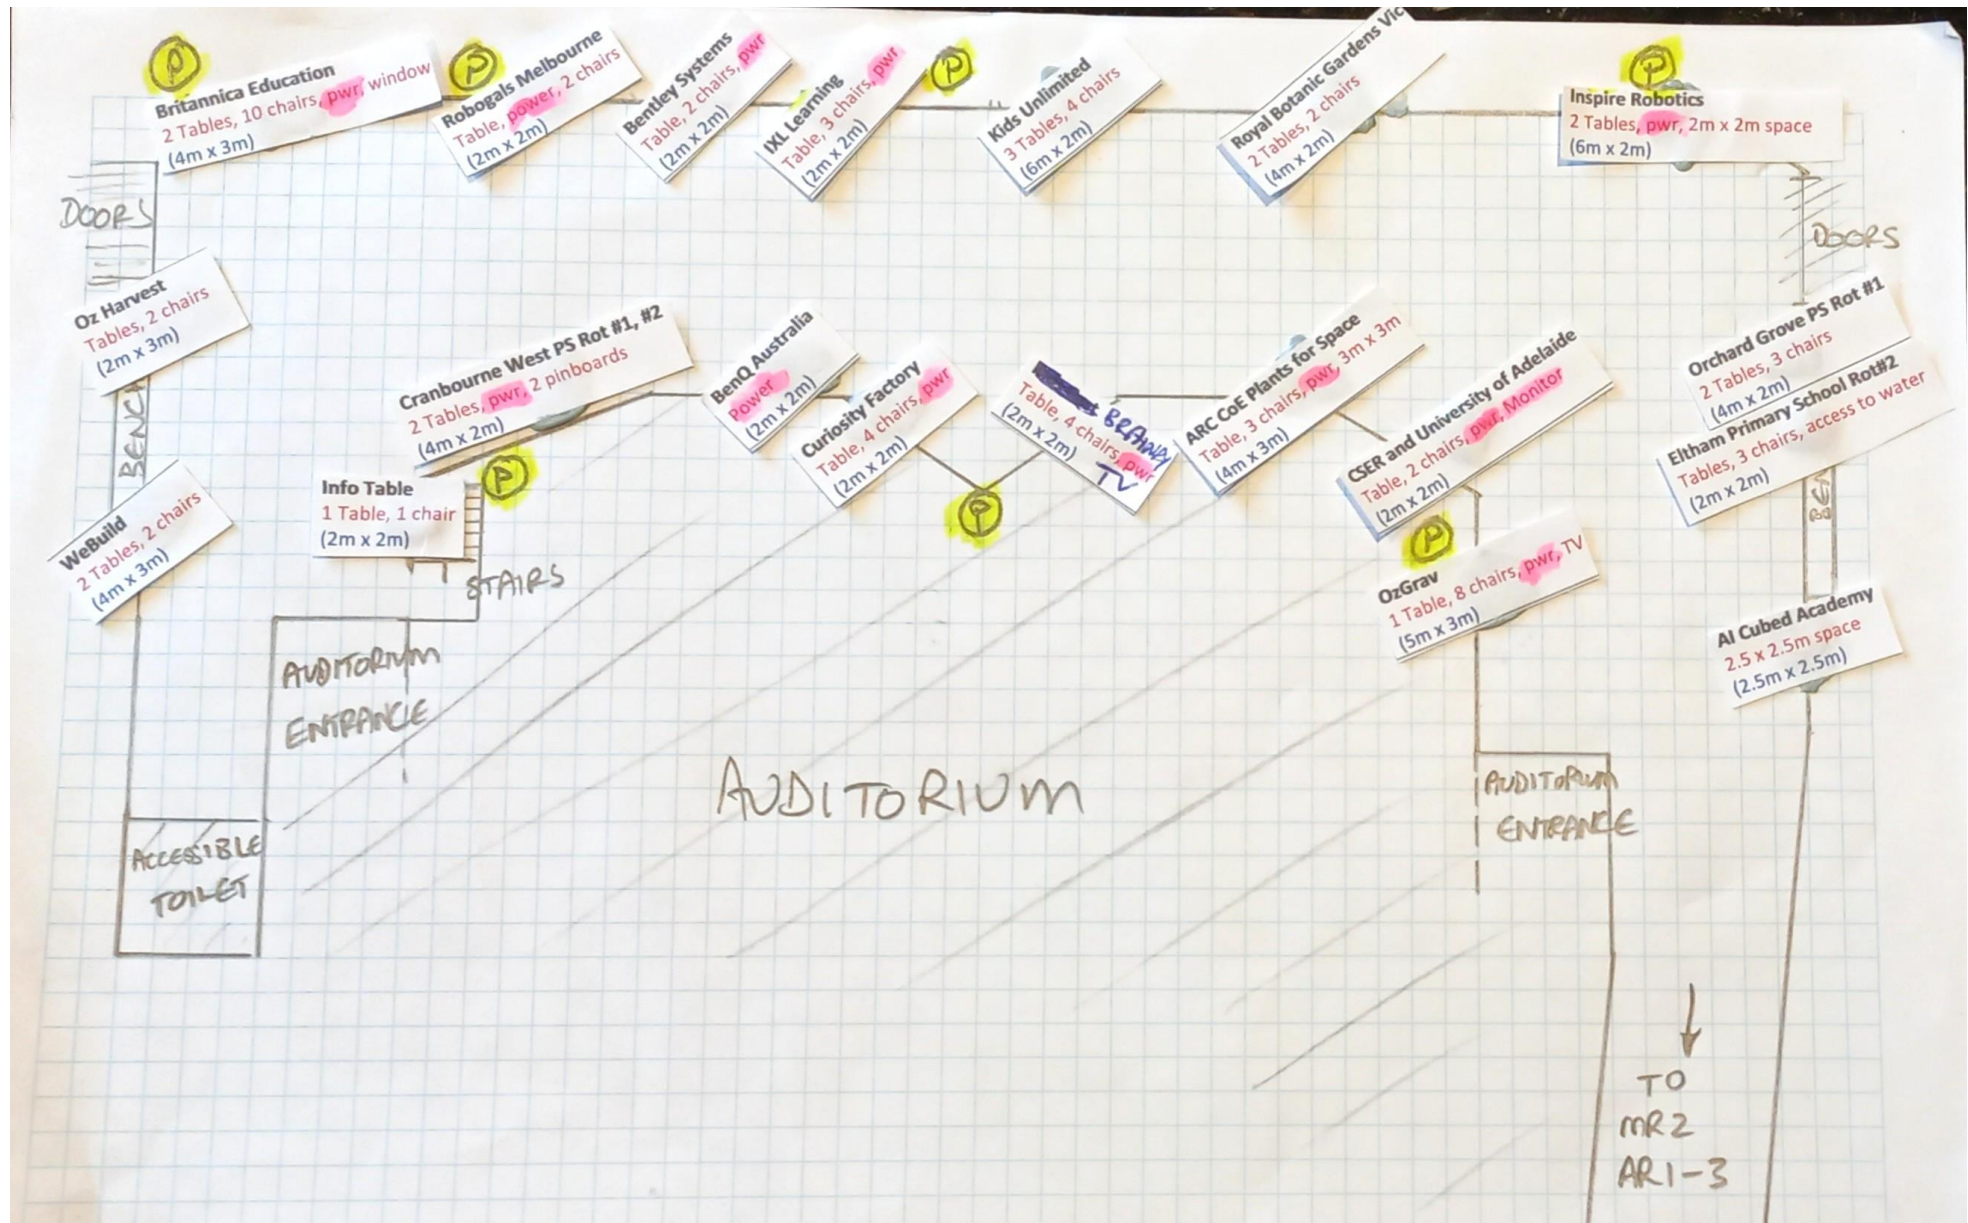 P
Britannica Education
2 Tables, 10 chairs, pwr, window
(4m x 3m)
P
Robogals Melbourne
Table, power, 2 chairs
(2m x 2m)
Bentley Systems
Table, 2 chairs, pwr
(2m x 2m)
IXL Learning
Table, 3 chairs, pwr
(2m x 2m)
P
Kids Unlimited
3 Tables, 4 chairs
(6m x 2m)
Royal Botanic Gardens Vic
2 Tables, 2 chairs
(4m x 2m)
P
Inspire Robotics
2 Tables, pwr, 2m x 2m space
(6m x 2m)
DOORS
DOORS
Oz Harvest
Tables, 2 chairs
(2m x 3m)
BENC
Cranbourne West PS Rot #1, #2
2 Tables, pwr, 2 pinboards
(4m x 2m)
P
BenQ Australia
Power
(2m x 2m)
Curiosity Factory
Table, 4 chairs, pwr
(2m x 2m)
P
BRAINARY
Table, 4 chairs, pwr
TV
(2m x 2m)
ARC CoE Plants for Space
Table, 3 chairs, pwr, 3m x 3m
(4m x 3m)
CSER and University of Adelaide
Table, 2 chairs, pwr, Monitor
(2m x 2m)
P
Orchard Grove PS Rot #1
2 Tables, 3 chairs
(4m x 2m)
Eltham Primary School Rot#2
Tables, 3 chairs, access to water
(2m x 2m)
WeBuild
2 Tables, 2 chairs
(4m x 3m)
Info Table
1 Table, 1 chair
(2m x 2m)
STAIRS
OzGrav
1 Table, 8 chairs, pwr, TV
(5m x 3m)
AI Cubed Academy
2.5 x 2.5m space
(2.5m x 2.5m)
AUDITORIUM
ENTRANCE
AUDITORIUM
AUDITORIUM
ENTRANCE
ACCESSIBLE
TOILET
TO
MR2
AR1-3